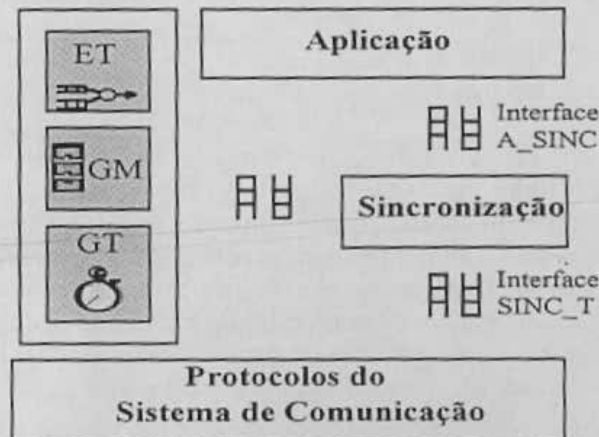 ET
GM
GT
Aplicação
Interface
A_SINC
Sincronização
Interface
SINC_T
Protocolos do
Sistema de Comunicação